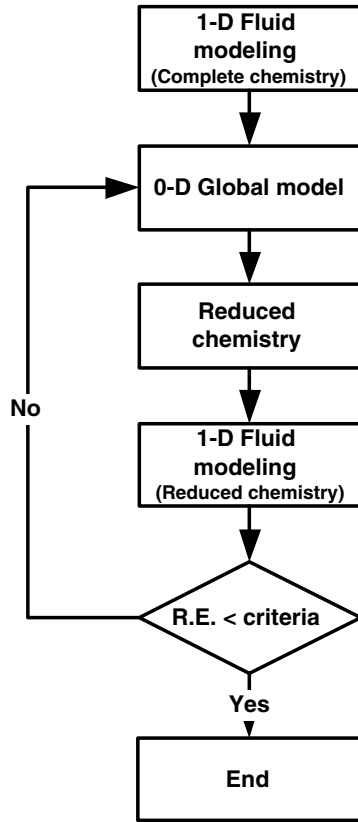 1-D Fluid
modeling
(Complete chemistry)
0-D Global model
Reduced
chemistry
No
1-D Fluid
modeling
(Reduced chemistry)
R.E. < criteria
Yes
End